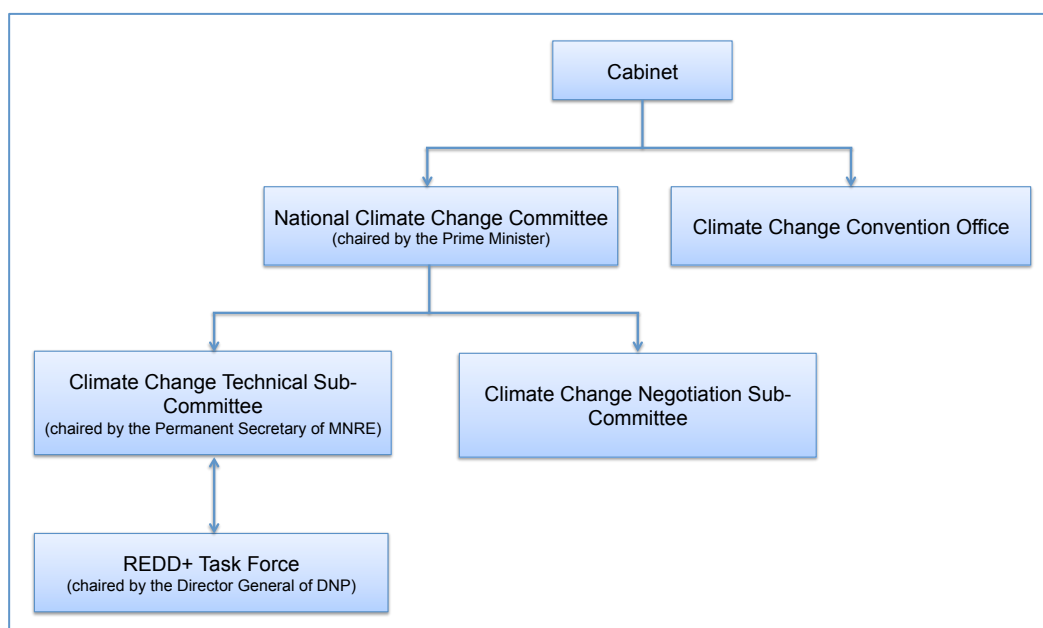 Cabinet
National Climate Change Committee
(chaired by the Prime Minister)
Climate Change Convention Office
Climate Change Technical Sub-
Committee
(chaired by the Permanent Secretary of MNRE)
Climate Change Negotiation Sub-
Committee
REDD+ Task Force
(chaired by the Director General of DNP)